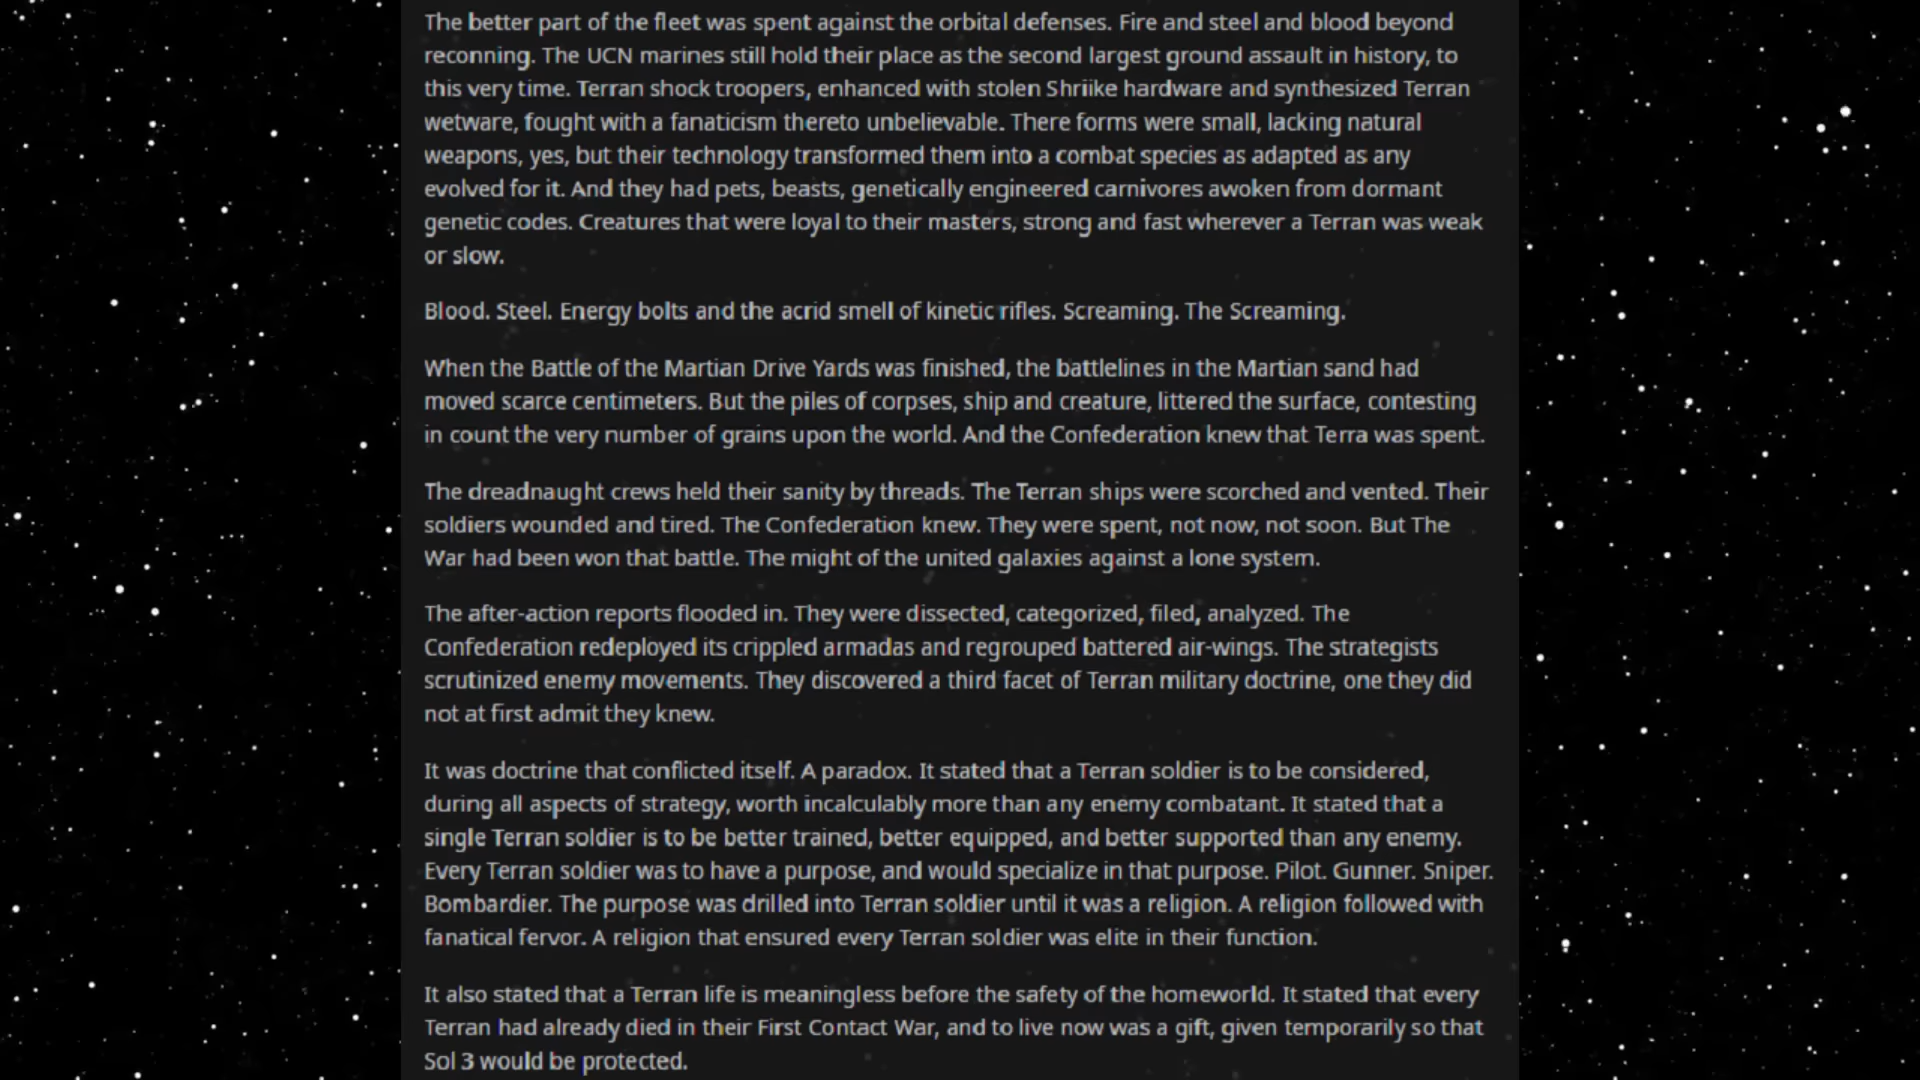 The better part of the fleet was spent against the orbital defenses. Fire and steel and blood beyond
reconning. The UCN marines still hold their place as the second largest ground assault in history, to
this very time. Terran shock troopers, enhanced with stolen Shriike hardware and synthesized Terran
wetware, fought with a fanaticism thereto unbelievable. There forms were small, lacking natural
weapons, yes, but their technology transformed them into a combat species as adapted as any
evolved for it. And they had pets, beasts, genetically engineered carnivores awoken from dormant
genetic codes. Creatures that were loyal to their masters, strong and fast wherever a Terran was weak
or slow.
Blood. Steel. Energy bolts and the acrid smell of kinetic rifles. Screaming. The Screaming.
When the Battle of the Martian Drive Yards was finished, the battlelines in the Martian sand had
moved scarce centimeters. But the piles of corpses, ship and creature, littered the surface, contesting
in count the very number of grains upon the world. And the Confederation knew that Terra was spent.
The dreadnaught crews held their sanity by threads. The Terran ships were scorched and vented. Their
soldiers wounded and tired. The Confederation knew. They were spent, not now, not soon. But The
War had been won that battle. The might of the united galaxies against a lone system.
The after-action reports flooded in. They were dissected, categorized, filed, analyzed. The
Confederation redeployed its crippled armadas and regrouped battered air-wings. The strategists
scrutinized enemy movements. They discovered a third facet of Terran military doctrine, one they did
not at first admit they knew.
It was doctrine that conflicted itself. A paradox. It stated that a Terran soldier is to be considered,
during all aspects of strategy, worth incalculably more than any enemy combatant. It stated that a
single Terran soldier is to be better trained, better equipped, and better supported than any enemy.
Every Terran soldier was to have a purpose, and would specialize in that purpose. Pilot. Gunner. Sniper.
Bombardier. The purpose was drilled into Terran soldier until it was a religion. A religion followed with
fanatical fervor. A religion that ensured every Terran soldier was elite in their function.
It also stated that a Terran life is meaningless before the safety of the homeworld. It stated that every
Terran had already died in their First Contact War, and to live now was a gift, given temporarily so that
Sol 3 would be protected.